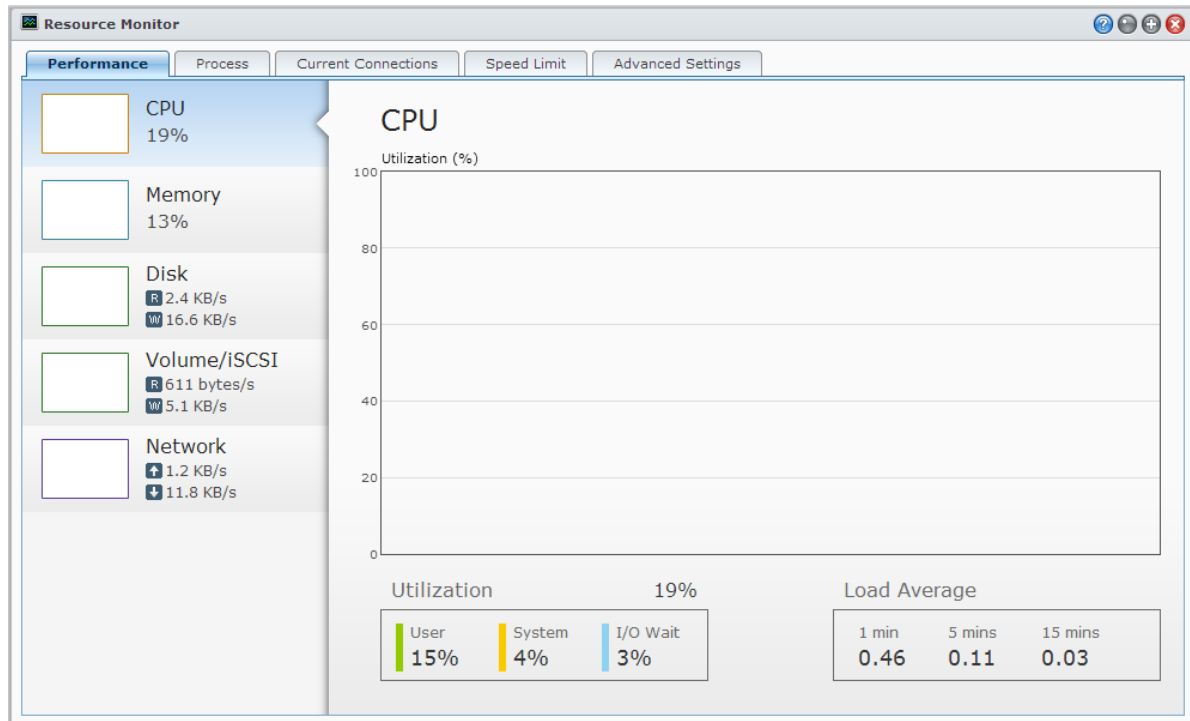 Resource Monitor
Performance Process Current Connections Speed Limit Advanced Settings
CPU
19%
Memory
13%
Disk
R 2.4 KB/s
W 16.6 KB/s
Volume/iSCSI
R 611 bytes/s
W 5.1 KB/s
Network
1.2 KB/s
11.8 KB/s
CPU
Utilization (%)
100
80
60
40
20
0
Utilization 19%
User System I/O Wait
15% 4% 3%
Load Average
1 min 5 mins 15 mins
0.46 0.11 0.03